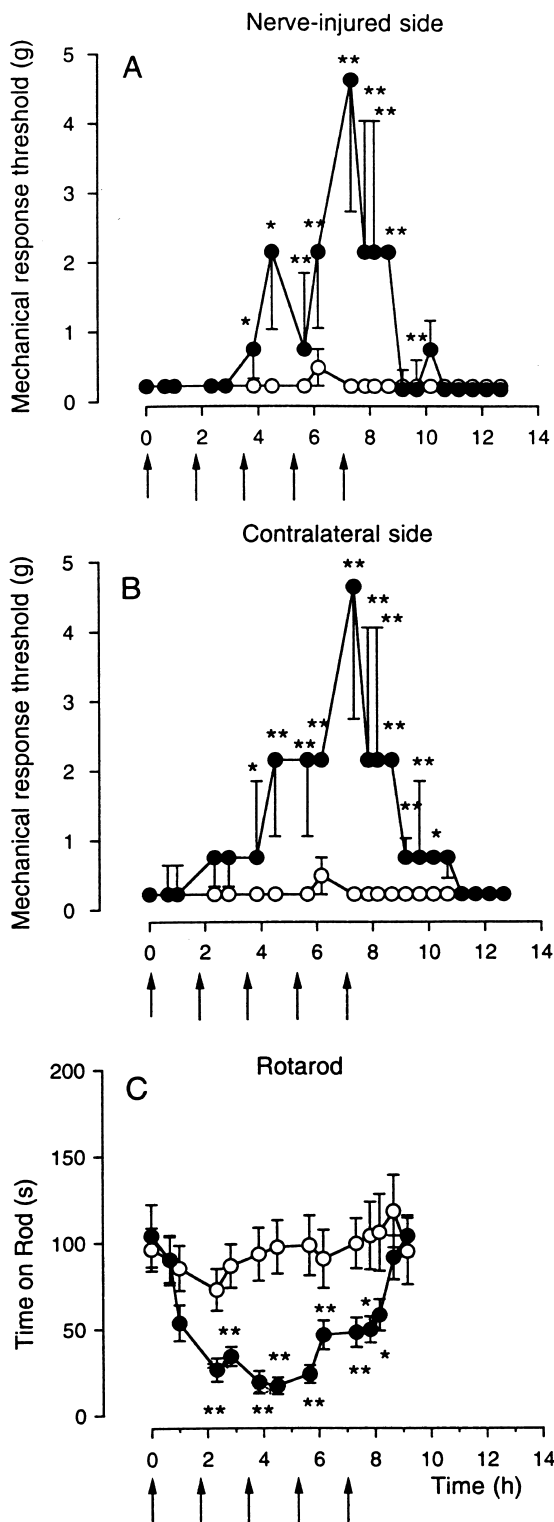 Nerve-injured side
A
Mechanical response threshold (g)
5
4
3
2
1
0
* * ** ** ** ** ** ** **
0 2 4 6 8 10 12 14
Contralateral side
B
Mechanical response threshold (g)
5
4
3
2
1
0
* ** ** ** ** ** ** ** ** ** *
0 2 4 6 8 10 12 14
Rotarod
C
Time on Rod (s)
200
150
100
50
0
** ** ** ** ** ** ** * *
0 2 4 6 8 10 12 14
Time (h)